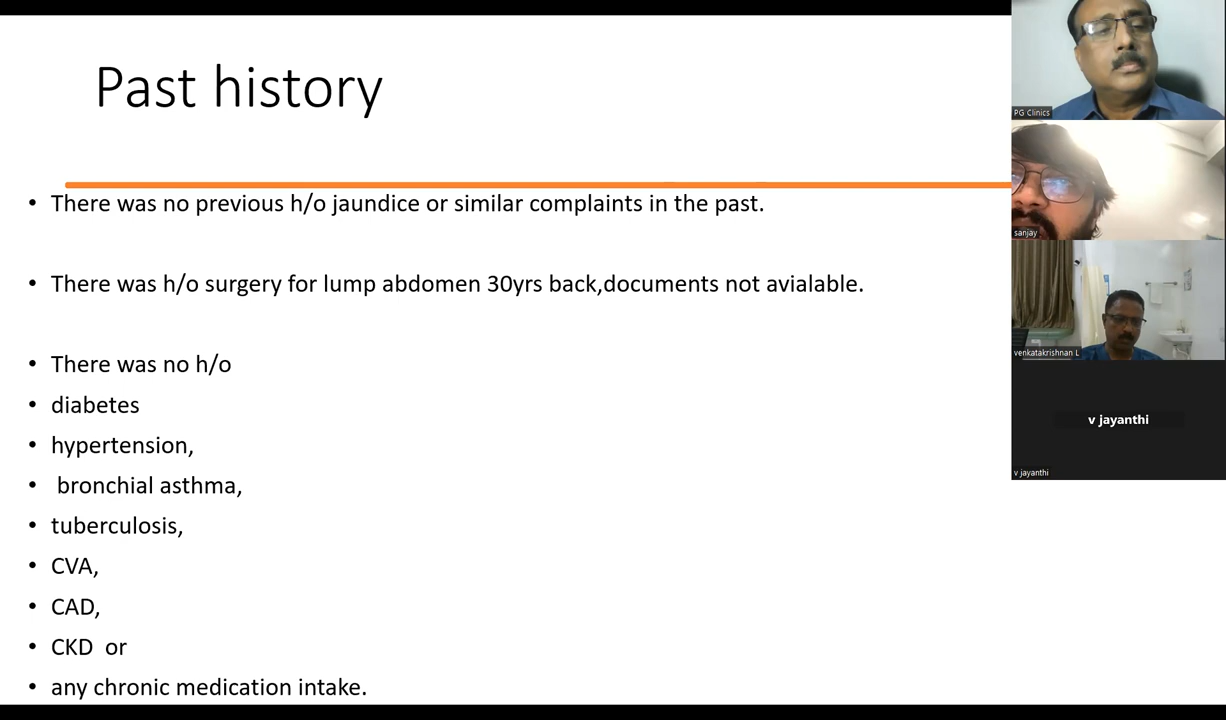 Past history
• There was no previous h/o jaundice or similar complaints in the past.
• There was h/o surgery for lump abdomen 30yrs back,documents not avialable.
• There was no h/o
• diabetes
• hypertension,
• bronchial asthma,
• tuberculosis,
• CVA,
• CAD,
• CKD  or
• any chronic medication intake.
PG Clinics
sanjay
venkatakrishnan L
v jayanthi
v jayanthi